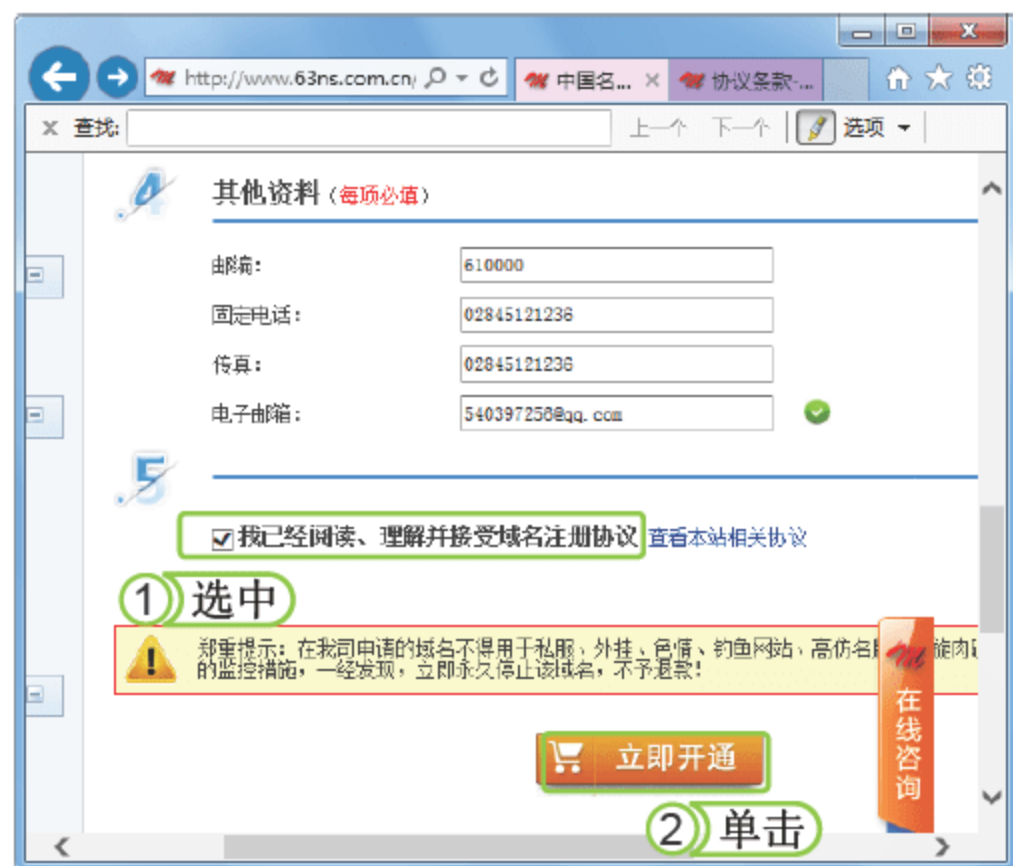 http://www.63ns.com.cn/
中国名...
协议条款-...
查找:
上一个 下一个 选项
4 其他资料（每项必值）
邮编: 610000
固定电话: 02845121236
传真: 02845121236
电子邮箱: 540397256@qq.com
5
我已经阅读、理解并接受域名注册协议 查看本站相关协议
1 选中
郑重提示: 在我司申请的域名不得用于私服、外挂、色情、钓鱼网站、高仿名
的监控措施, 一经发现, 立即永久停止该域名, 不予退款!
在线咨询
立即开通
2 单击